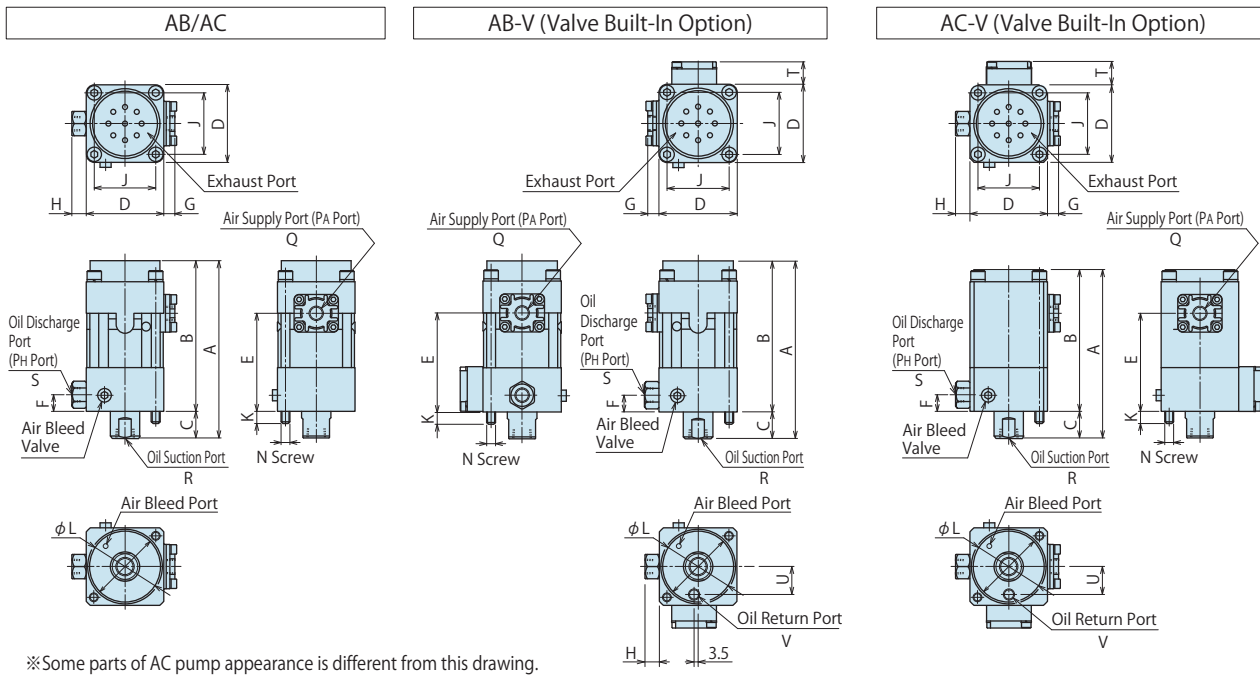 AB/AC
AB-V (Valve Built-In Option)
AC-V (Valve Built-In Option)
J
D
J
Exhaust Port
H
D
G
Air Supply Port (PA Port)
Q
Oil Discharge
Port
(PH Port)
S
F
Air Bleed
Valve
B
A
C
E
K
Oil Suction Port
R
N Screw
Air Bleed Port
φL
T
J
D
Exhaust Port
J
G
D
Air Supply Port (PA Port)
Q
E
K
N Screw
Oil
Discharge
Port
(PH Port)
S
F
Air Bleed
Valve
B
A
C
Oil Suction Port
R
Air Bleed Port
φL
U
Oil Return Port
V
H
3.5
T
J
D
J
Exhaust Port
H
D
G
Air Supply Port (PA Port)
Q
Oil Discharge
Port
(PH Port)
S
F
Air Bleed
Valve
B
A
C
E
K
Oil Suction Port
R
N Screw
Air Bleed Port
φL
U
Oil Return Port
V
※Some parts of AC pump appearance is different from this drawing.